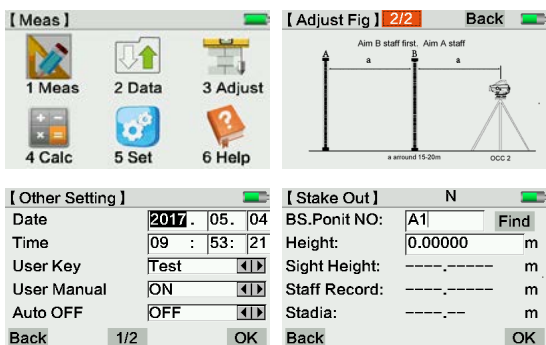 【 Meas 】
1 Meas 2 Data 3 Adjust
4 Calc 5 Set 6 Help
【 Adjust Fig 】 2/2 Back
Aim B staff first. Aim A staff
A B
a a
a arround 15-20m OCC 2
【 Other Setting 】
Date 2017. 05. 04
Time 09 : 53: 21
User Key Test
User Manual ON
Auto OFF OFF
Back 1/2 OK
【 Stake Out 】 N
BS.Ponit NO: A1 Find
Height: 0.00000 m
Sight Height: ----.----- m
Staff Record: ----.----- m
Stadia: ----.-- m
Back OK